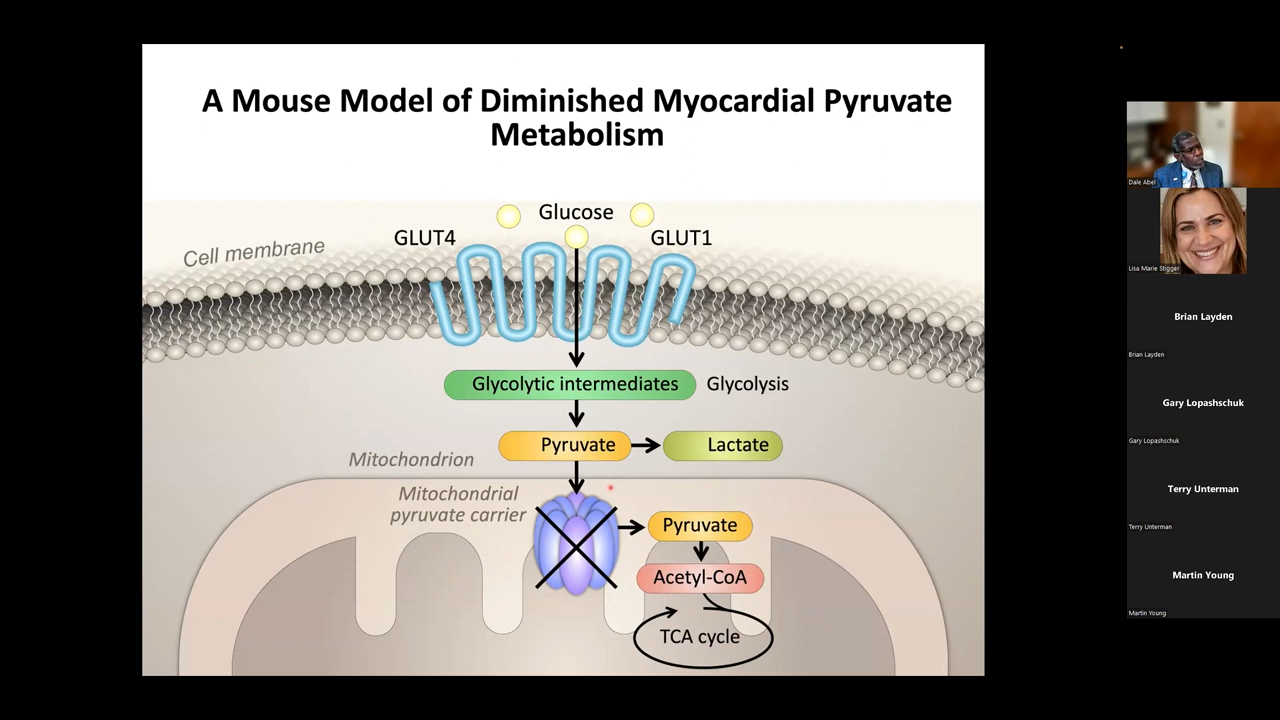 A Mouse Model of Diminished Myocardial Pyruvate
Metabolism
Glucose
GLUT4
GLUT1
Cell membrane
Glycolytic intermediates
Glycolysis
Pyruvate
Lactate
Mitochondrion
Mitochondrial
pyruvate carrier
Pyruvate
Acetyl-CoA
TCA cycle
Dale Abel
Lisa Marie Stigger
Brian Layden
Brian Layden
Gary Lopashschuk
Gary Lopashschuk
Terry Unterman
Terry Unterman
Martin Young
Martin Young